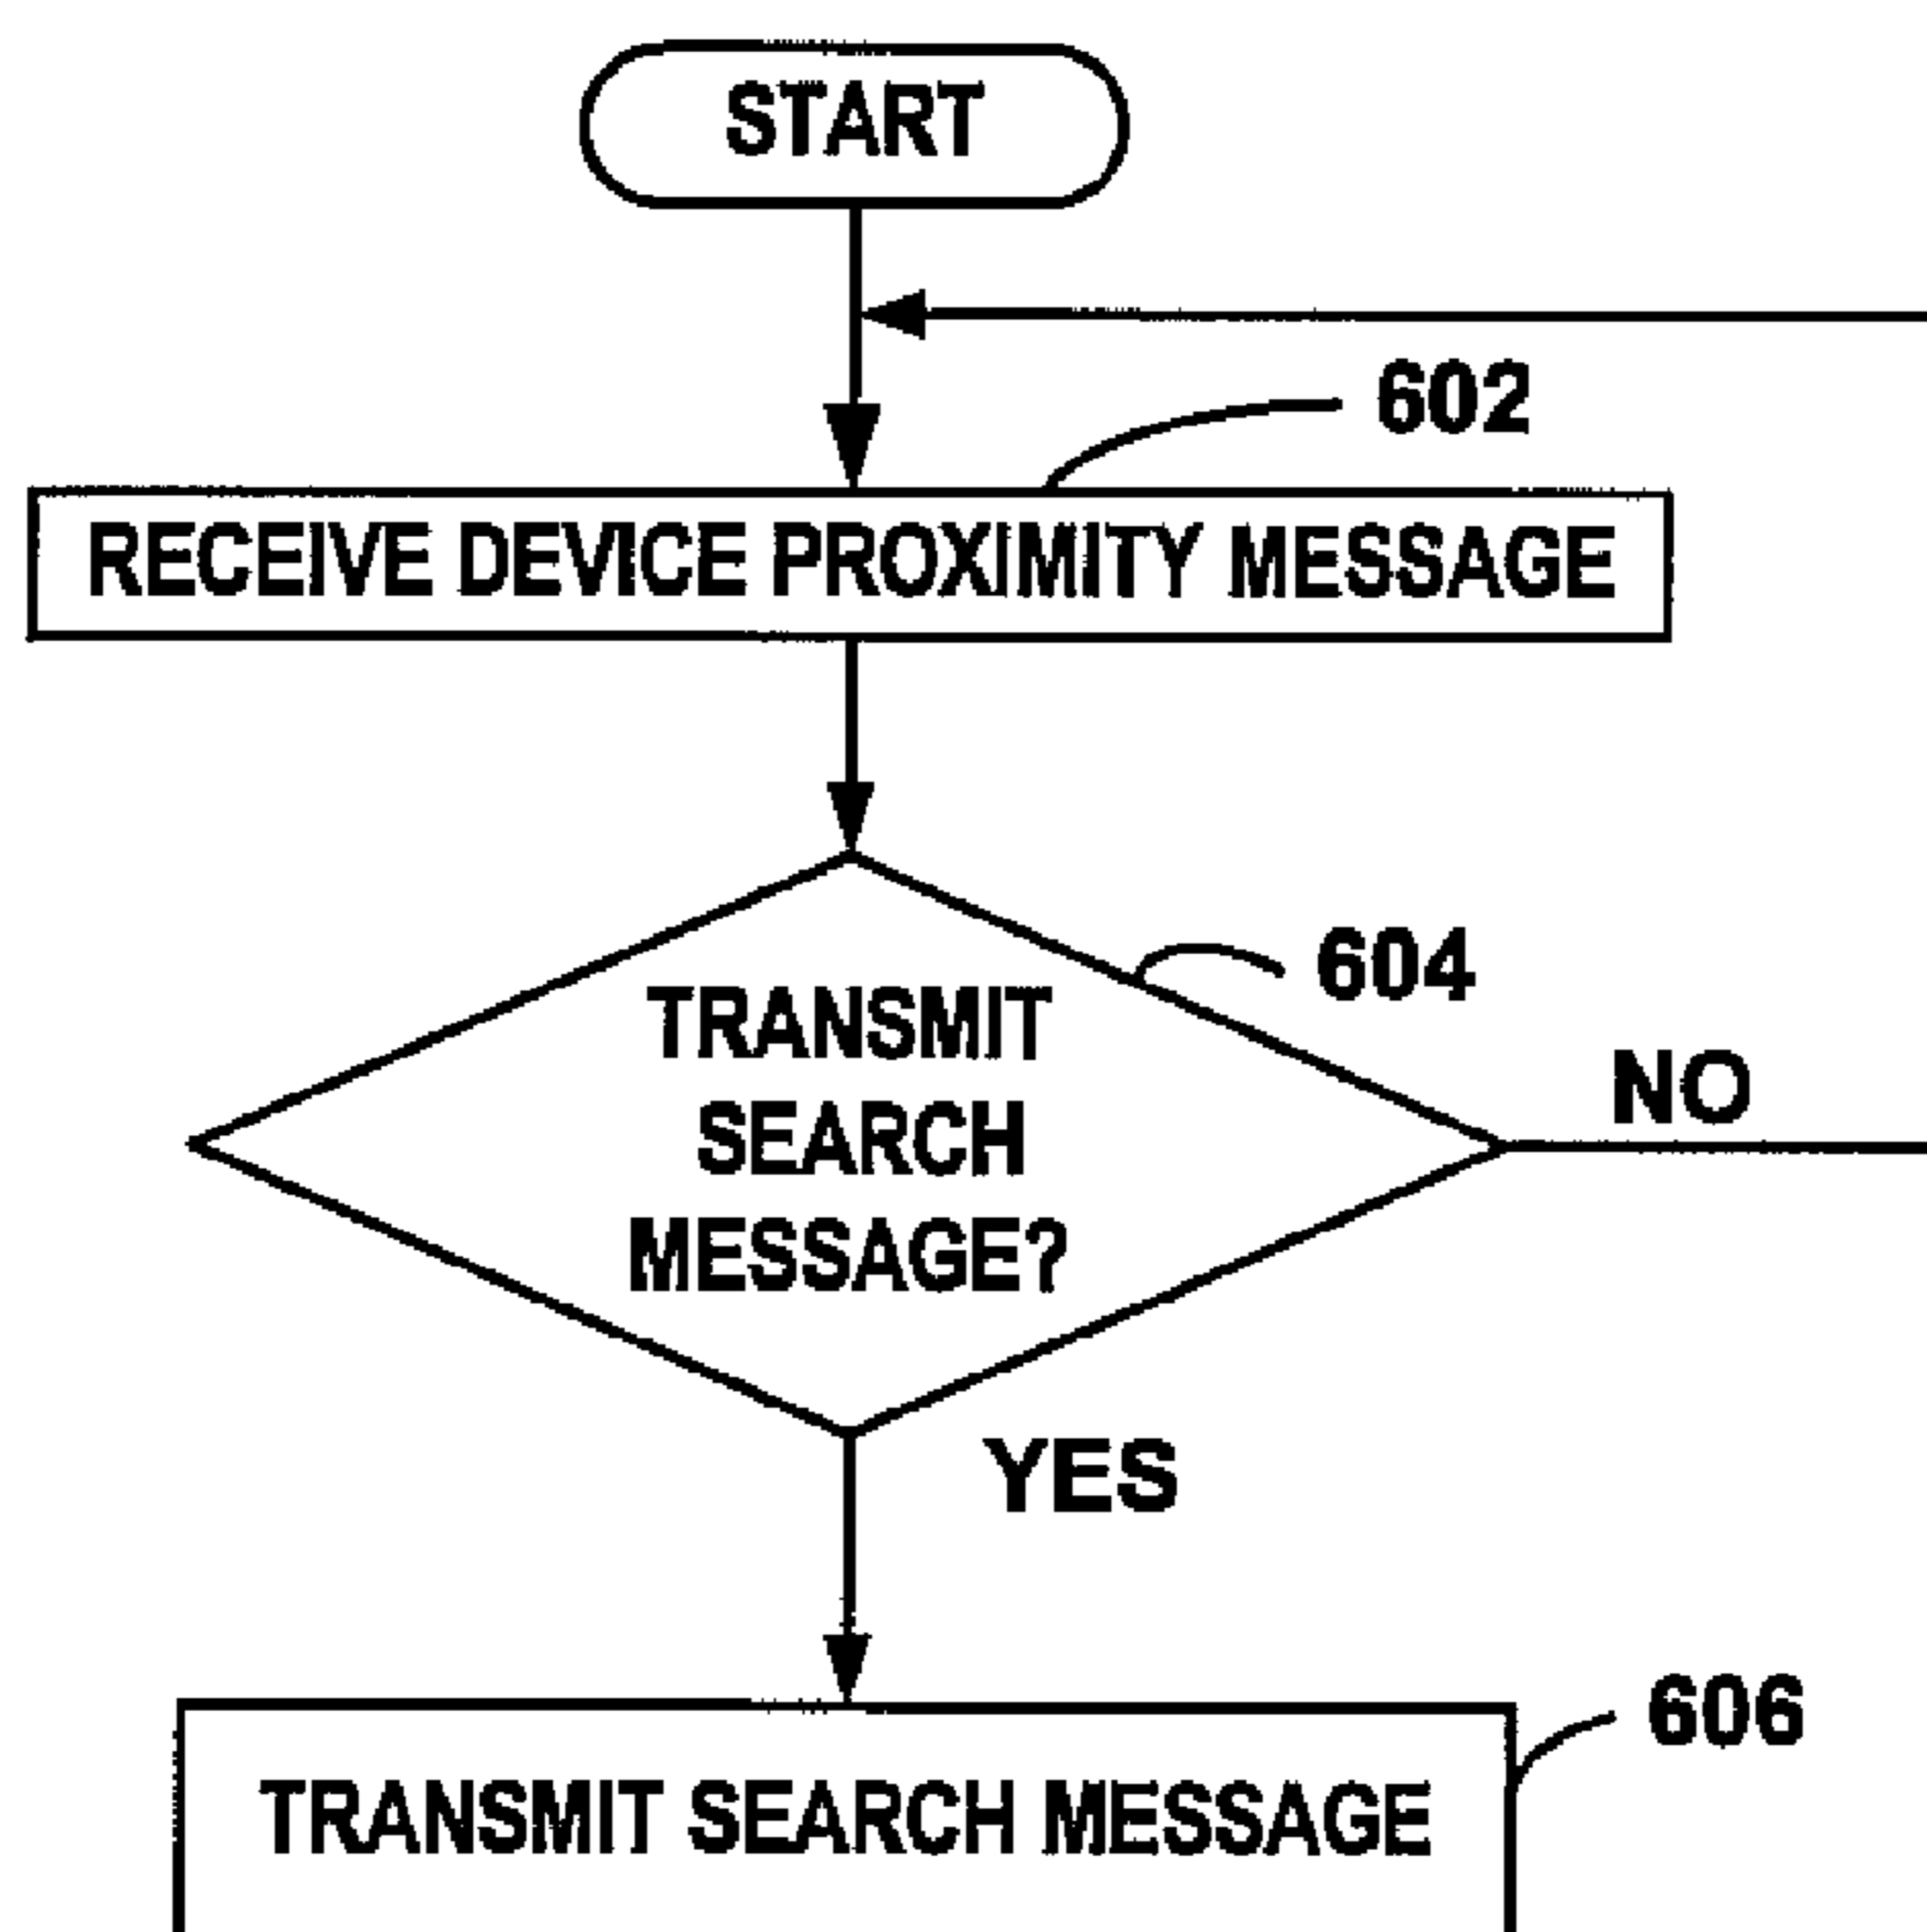 START
602
RECEIVE DEVICE PROXIMITY MESSAGE
604
TRANSMIT
SEARCH
MESSAGE?
NO
YES
606
TRANSMIT SEARCH MESSAGE